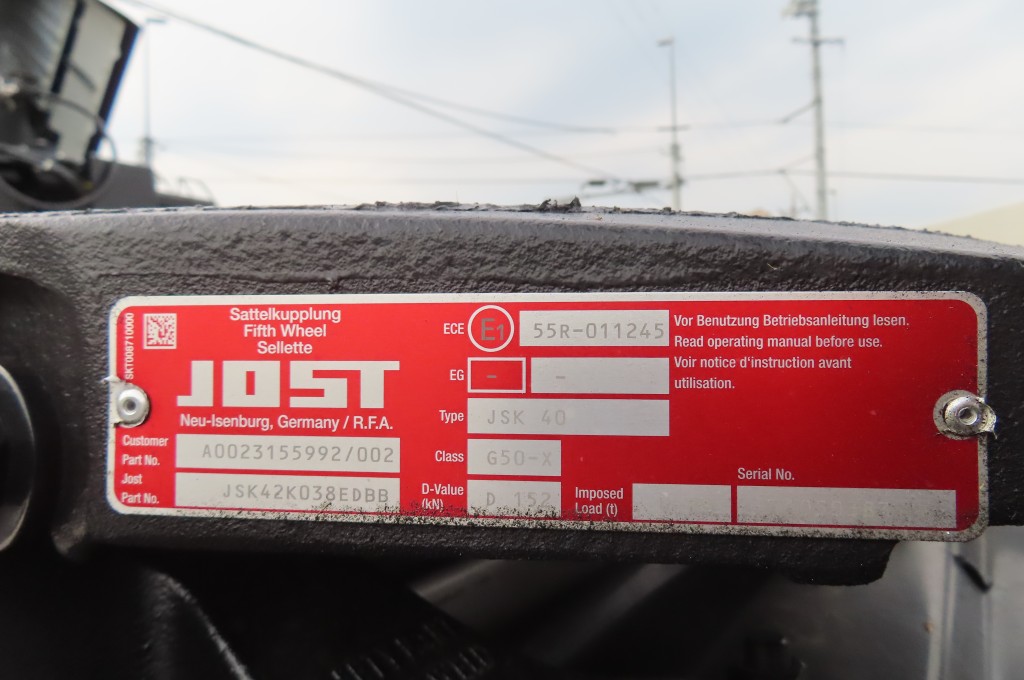 SKT008710000
Sattelkupplung
Fifth Wheel
Sellette
JOST
Neu-Isenburg, Germany / R.F.A.
Customer
Part No.
A0023155992/002
Jost
Part No.
JSK42K038EDBB
ECE
E1
55R-011245
EG
-
-
Type
JSK 40
Class
G50-X
D-Value
(kN)
D 152
Imposed
Load (t)
Serial No.
Vor Benutzung Betriebsanleitung lesen.
Read operating manual before use.
Voir notice d'instruction avant
utilisation.